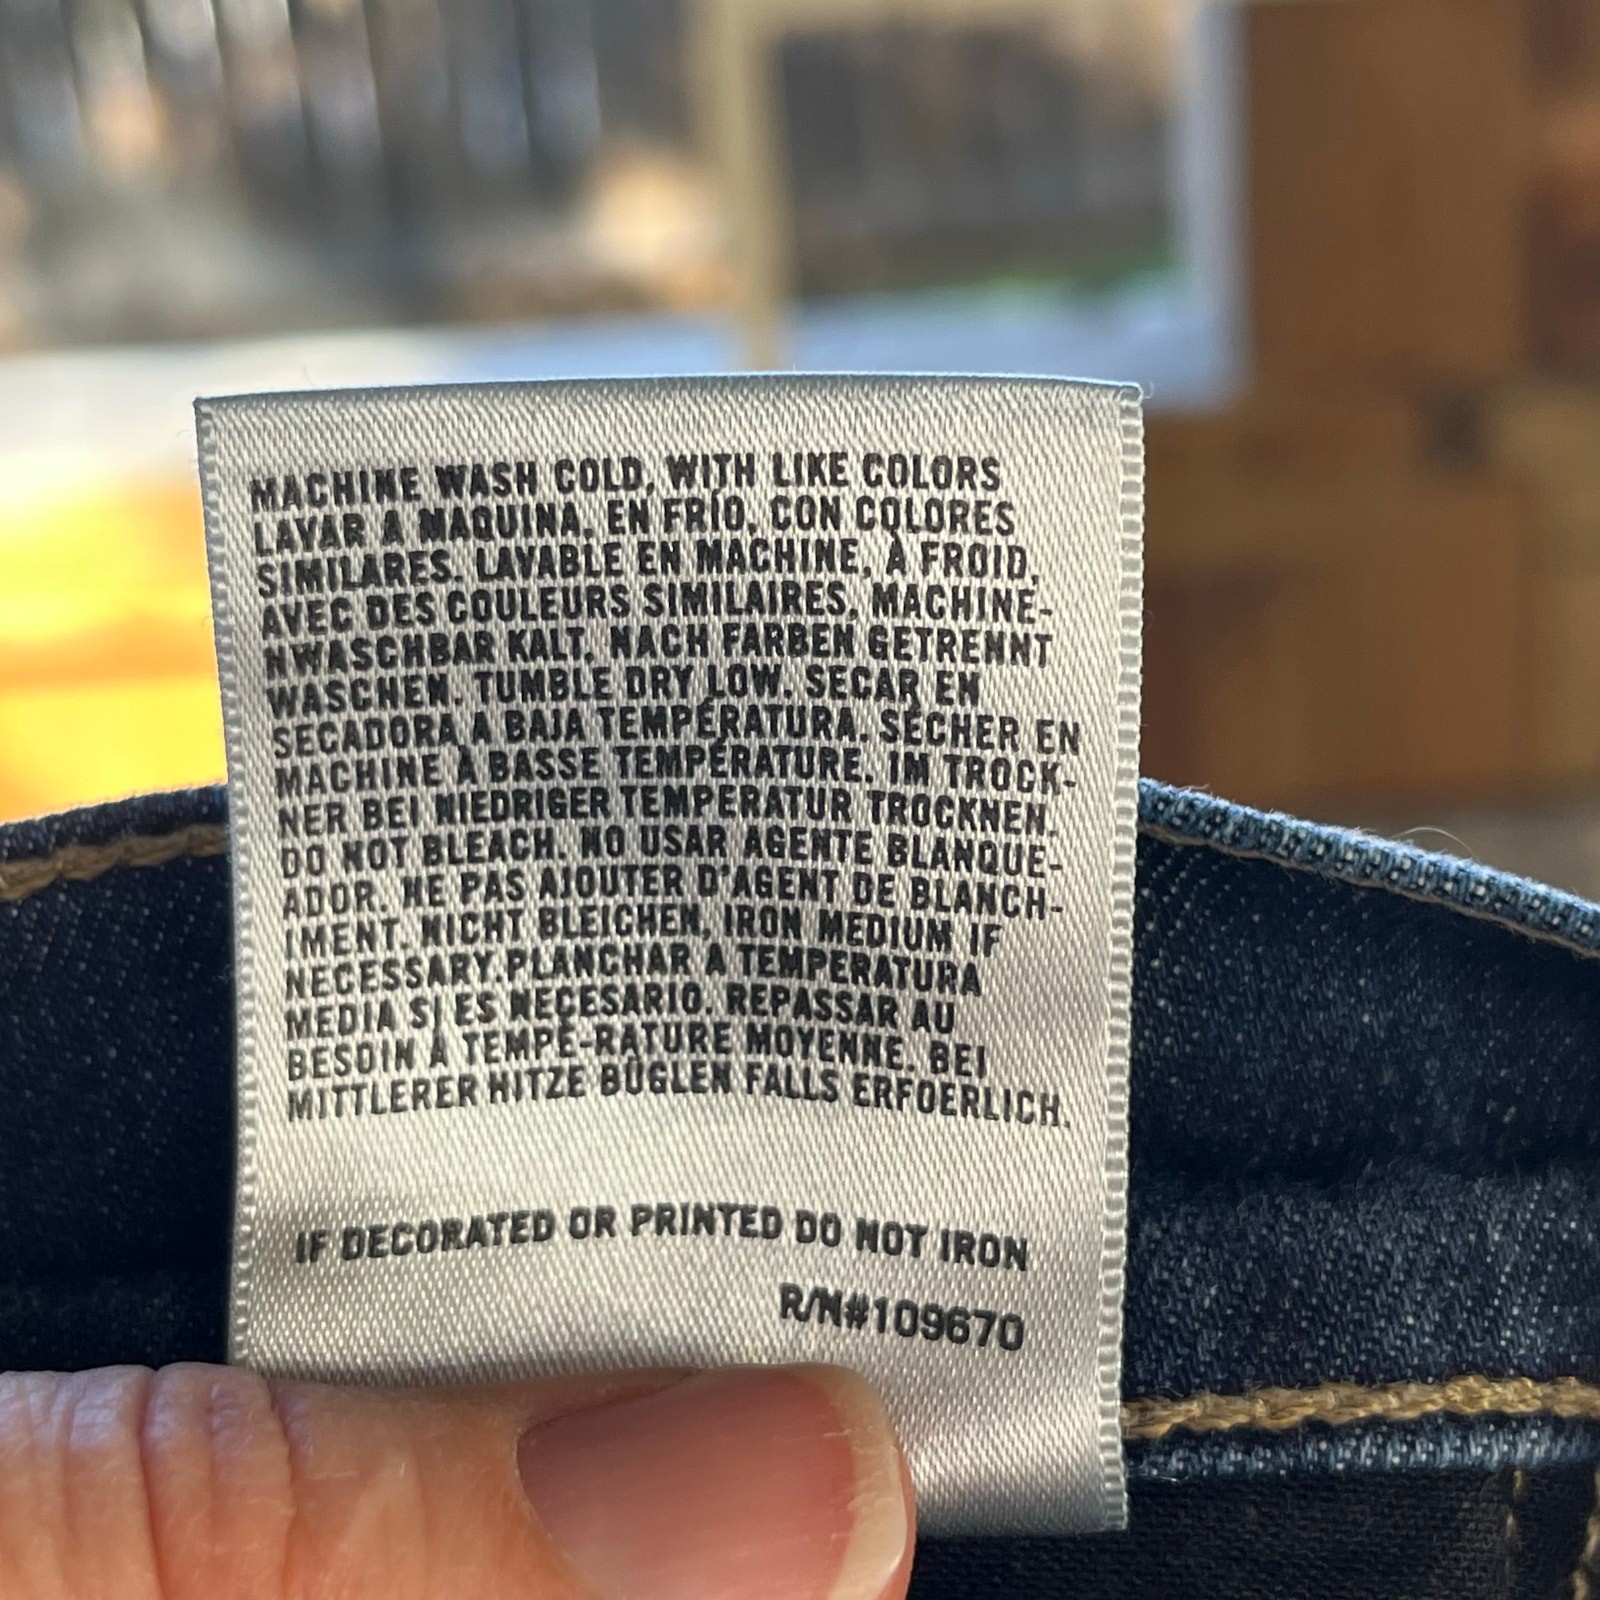 MACHINE WASH COLD, WITH LIKE COLORS
LAVAR A MAQUINA, EN FRÍO, CON COLORES
SIMILARES. LAVABLE EN MACHINE, À FROID,
AVEC DES COULEURS SIMILAIRES, MACHINE-
NWASCHBAR KALT, NACH FARBEN GETRENNT
WASCHEN. TUMBLE DRY LOW. SECAR EN
SECADORA A BAJA TEMPERATURA. SÉCHER EN
MACHINE À BASSE TEMPÉRATURE. IM TROCK-
NER BEI NIEDRIGER TEMPERATUR TROCKNEN.
DO NOT BLEACH. NO USAR AGENTE BLANQUE-
ADOR. NE PAS AJOUTER D'AGENT DE BLANCH-
IMENT. NICHT BLEICHEN, IRON MEDIUM IF
NECESSARY.PLANCHAR A TEMPERATURA
MEDIA SI ES NECESARIO. REPASSAR AU
BESOIN À TEMPÉ-RATURE MOYENNE. BEI
MITTLERER HITZE BÜGLEN FALLS ERFOERLICH.
IF DECORATED OR PRINTED DO NOT IRON
R/N#109670